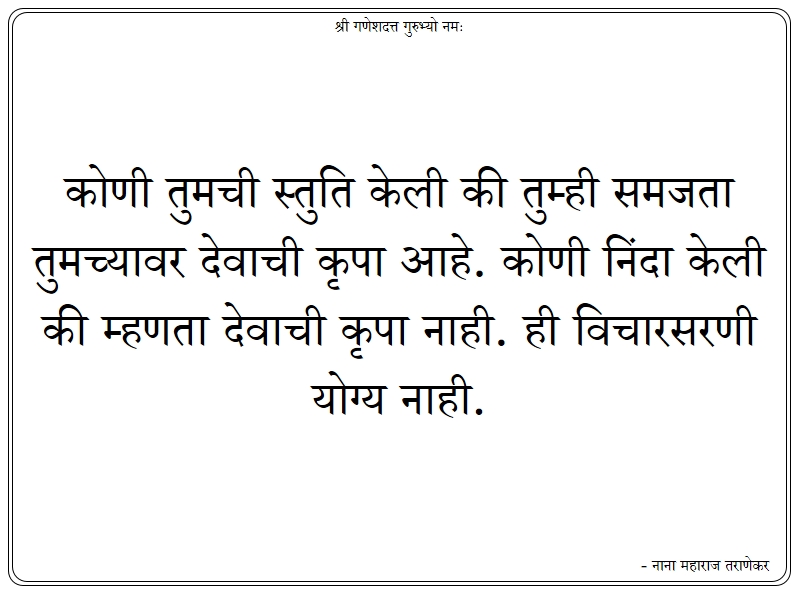 श्री गणेशदत्त गुरुभ्यो नमः
कोणी तुमची स्तुति केली की तुम्ही समजता
तुमच्यावर देवाची कृपा आहे. कोणी निंदा केली
की म्हणता देवाची कृपा नाही. ही विचारसरणी
योग्य नाही.
- नाना महाराज तराणेकर